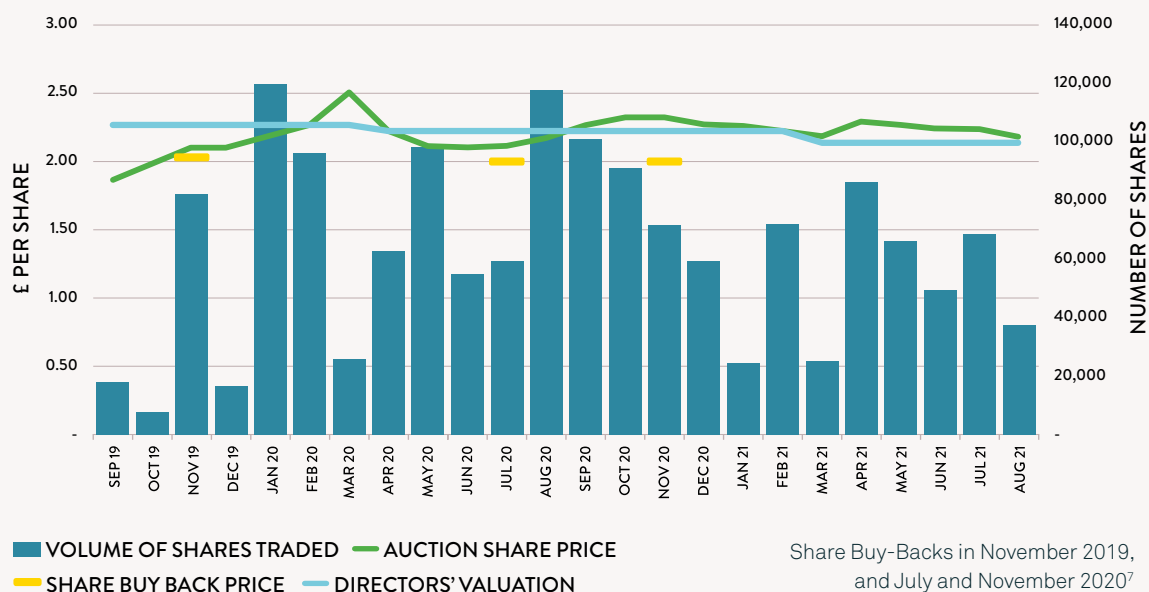 3.00
2.50
2.00
1.50
1.00
0.50
-
£ PER SHARE
140,000
120,000
100,000
80,000
60,000
40,000
20,000
-
NUMBER OF SHARES
SEP 19
OCT 19
NOV 19
DEC 19
JAN 20
FEB 20
MAR 20
APR 20
MAY 20
JUN 20
JUL 20
AUG 20
SEP 20
OCT 20
NOV 20
DEC 20
JAN 21
FEB 21
MAR 21
APR 21
MAY 21
JUN 21
JUL 21
AUG 21
VOLUME OF SHARES TRADED
AUCTION SHARE PRICE
SHARE BUY BACK PRICE
DIRECTORS' VALUATION
Share Buy-Backs in November 2019,
and July and November 2020⁷